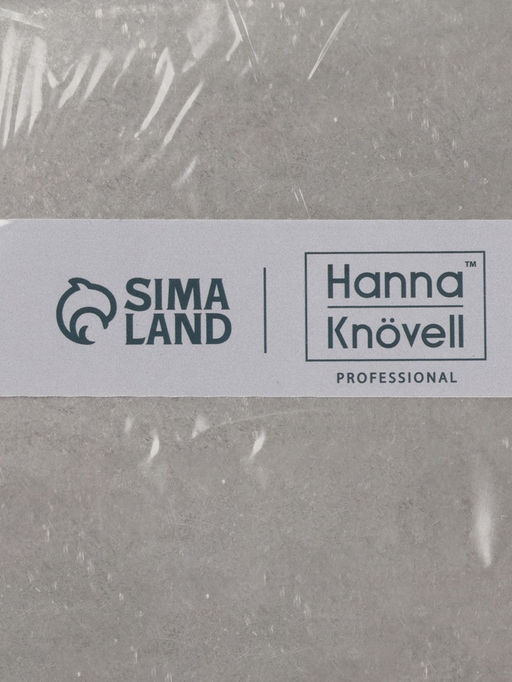 SIMA
LAND
Hanna™
Knövell
PROFESSIONAL